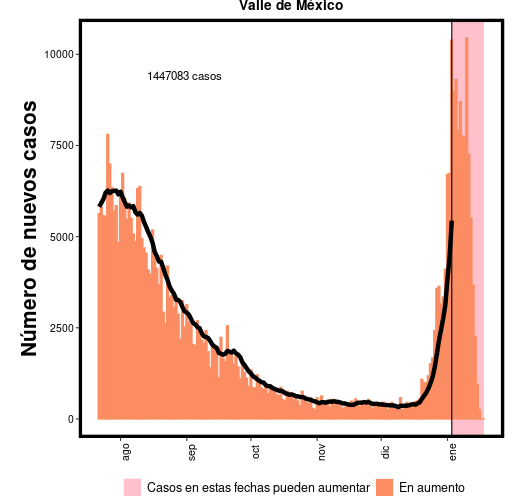 Valle de México
1447083 casos
Número de nuevos casos
10000
7500
5000
2500
0
ago sep oct nov dic ene
Casos en estas fechas pueden aumentar En aumento